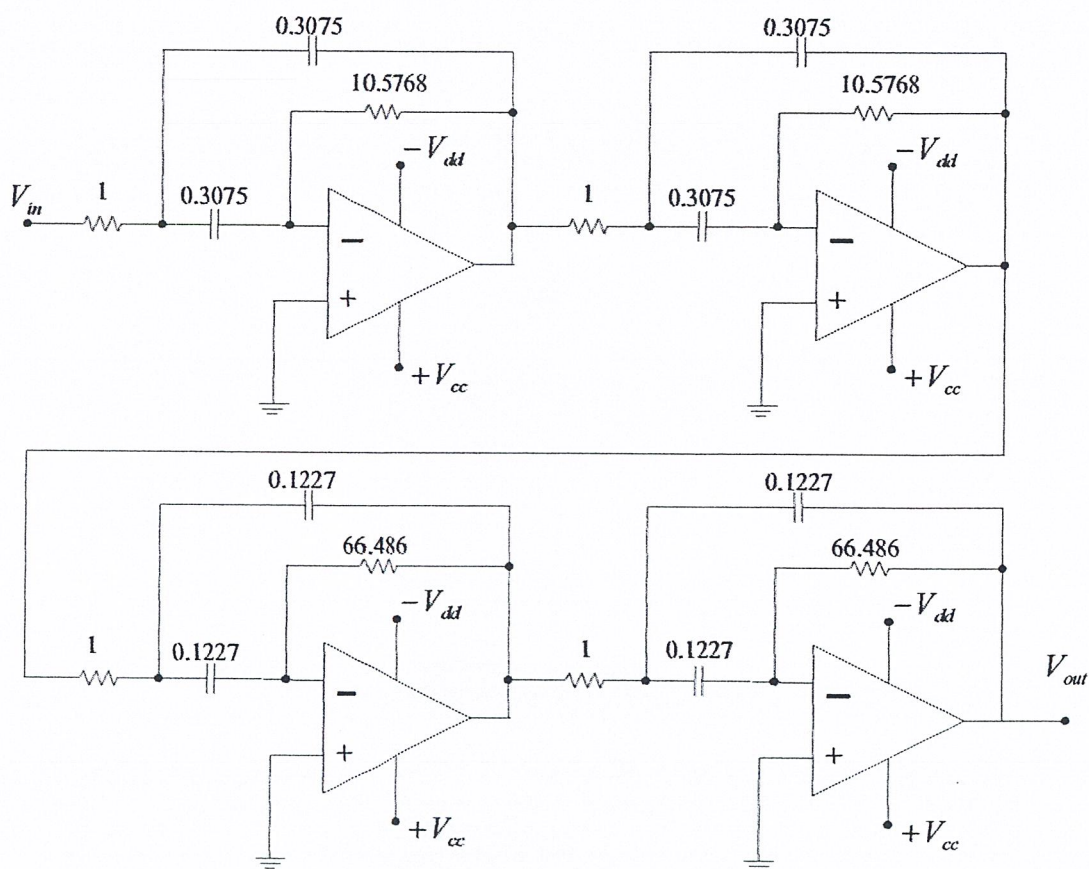 0.3075 0.3075
10.5768 10.5768
−V_dd −V_dd
V_in 1 0.3075 1 0.3075
− −
+ +
+V_cc +V_cc
0.1227 0.1227
66.486 66.486
−V_dd −V_dd
1 0.1227 1 0.1227
V_out
− −
+ +
+V_cc +V_cc